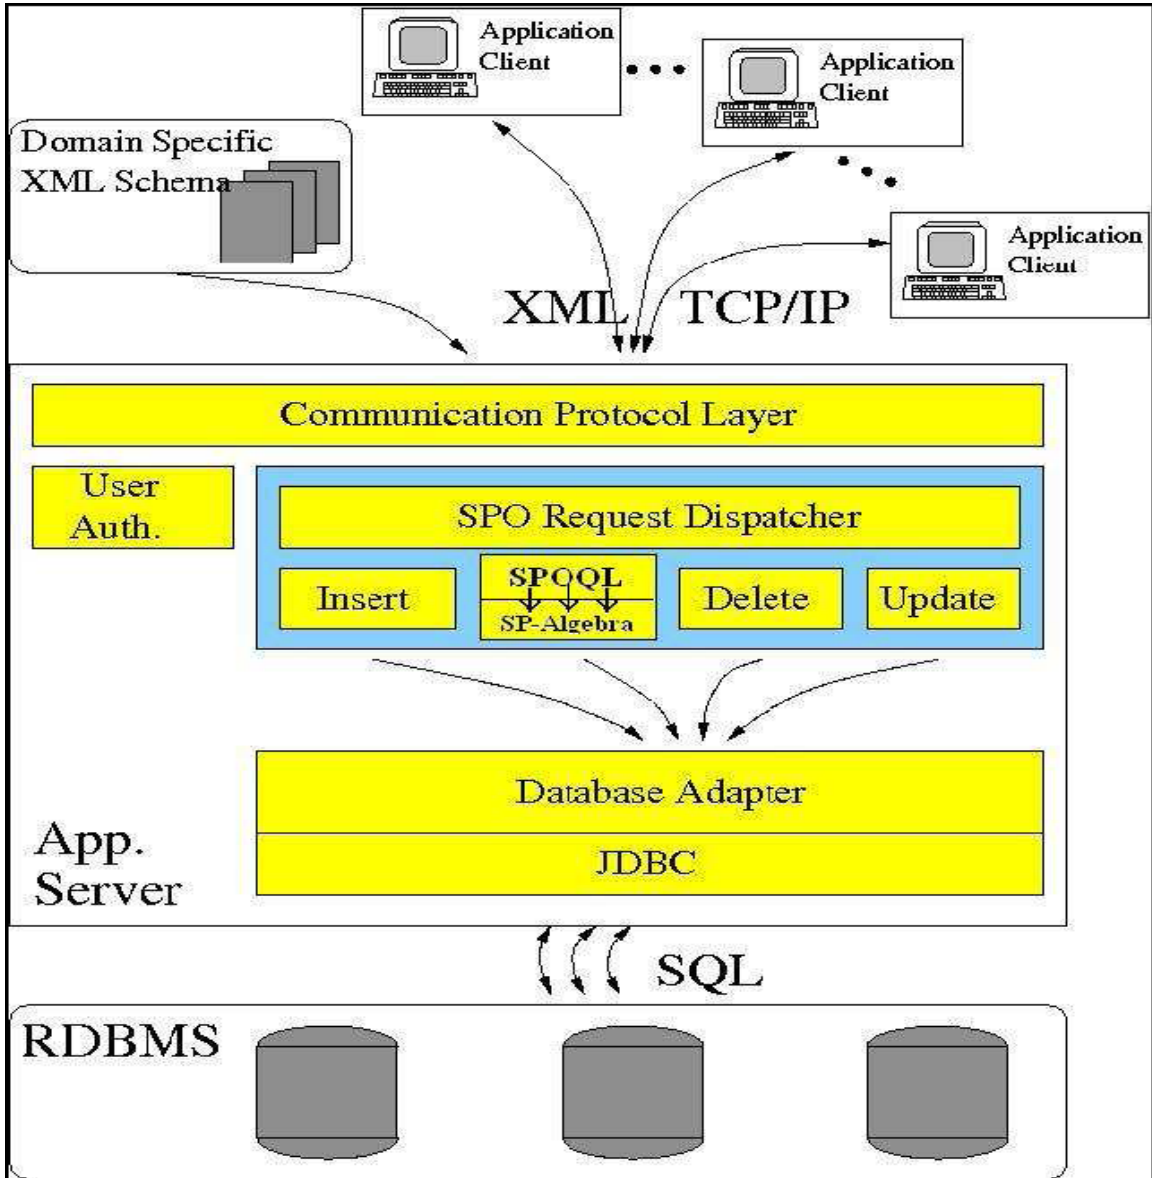 Application
Client
Application
Client
Domain Specific
XML Schema
Application
Client
XML TCP/IP
Communication Protocol Layer
User
Auth.
SPO Request Dispatcher
Insert
SPOQL
SP-Algebra
Delete
Update
Database Adapter
JDBC
App.
Server
SQL
RDBMS